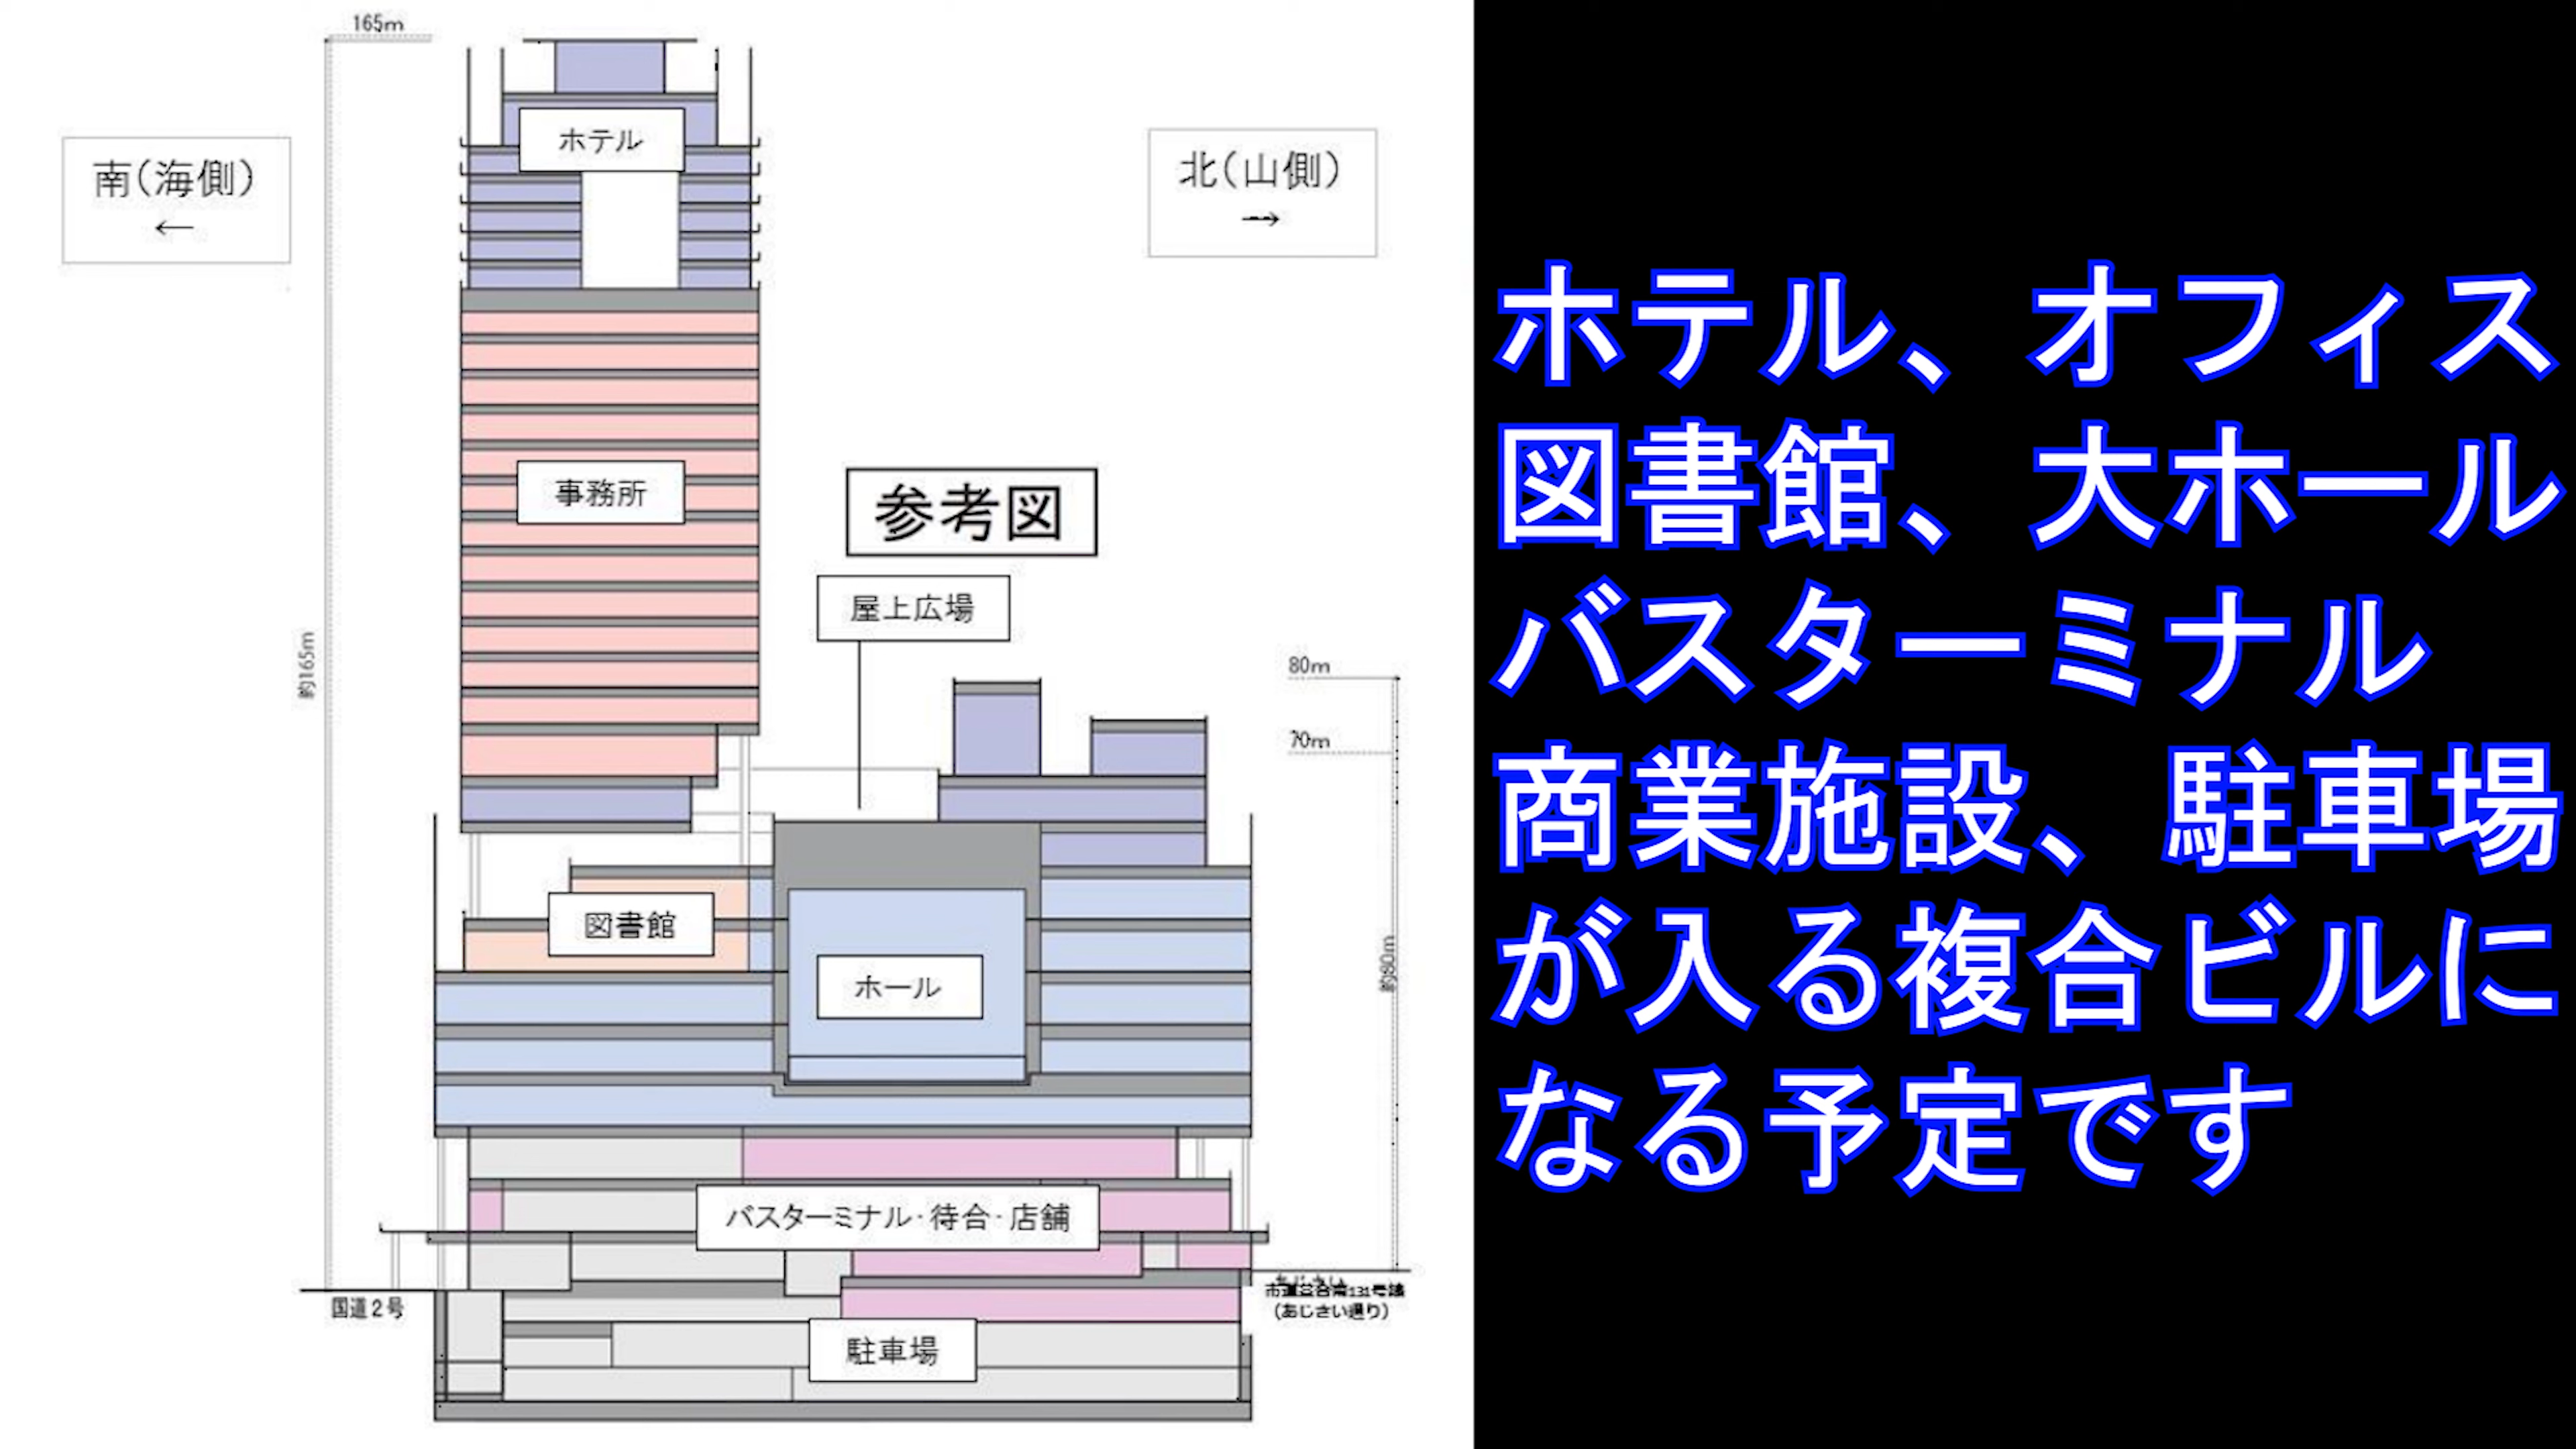 165m
南(海側)
←
北(山側)
→
ホテル
事務所
参考図
屋上広場
約165m
80m
70m
約80m
図書館
ホール
バスターミナル・待合・店舗
国道2号
(あじさい通り)
駐車場
ホテル、オフィス
図書館、大ホール
バスターミナル
商業施設、駐車場
が入る複合ビルに
なる予定です